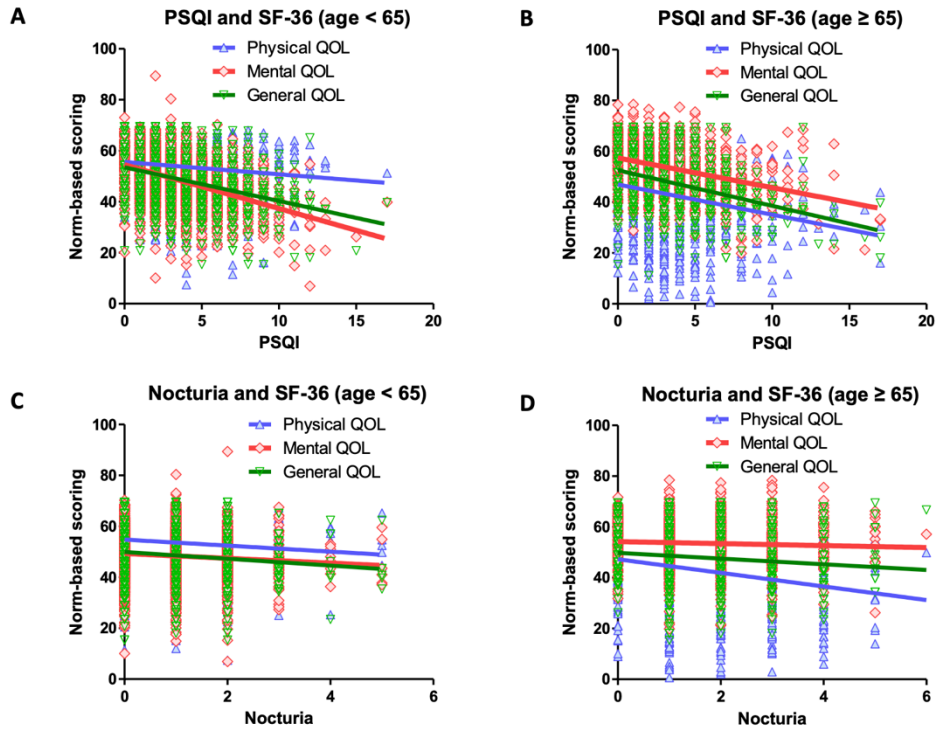 A
PSQI and SF-36 (age < 65)
Physical QOL
Mental QOL
General QOL
Norm-based scoring
100
80
60
40
20
0
0 5 10 15 20
PSQI
B
PSQI and SF-36 (age ≥ 65)
Physical QOL
Mental QOL
General QOL
Norm-based scoring
100
80
60
40
20
0
0 5 10 15 20
PSQI
C
Nocturia and SF-36 (age < 65)
Physical QOL
Mental QOL
General QOL
Norm-based scoring
100
80
60
40
20
0
0 2 4 6
Nocturia
D
Nocturia and SF-36 (age ≥ 65)
Physical QOL
Mental QOL
General QOL
Norm-based scoring
100
80
60
40
20
0
0 2 4 6
Nocturia